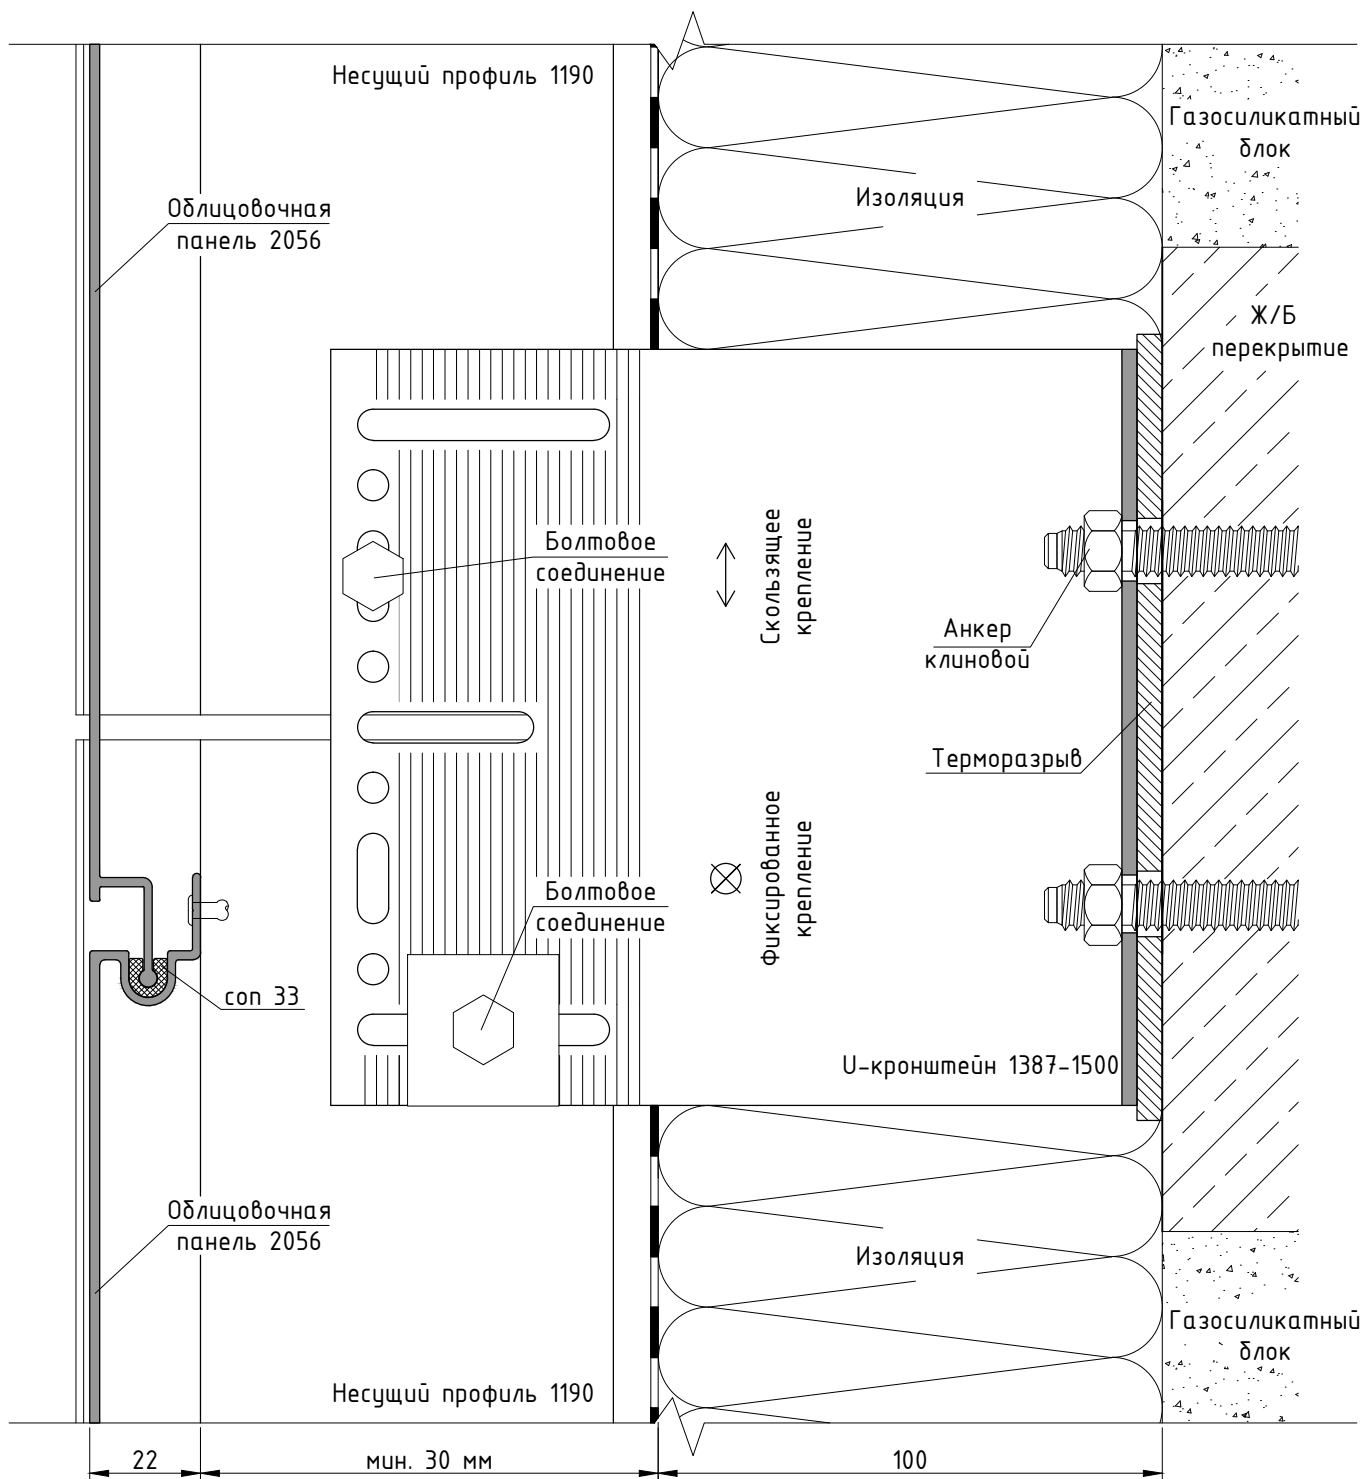 Несущий профиль 1190
Газосиликатный
блок
Изоляция
Облицовочная
панель 2056
Ж/Б
перекрытие
Болтовое
соединение
Скользящее
крепление
Анкер
клиновой
Терморазрыв
Фиксированное
крепление
Болтовое
соединение
соп 33
U-кронштейн 1387-1500
Облицовочная
панель 2056
Изоляция
Газосиликатный
блок
Несущий профиль 1190
22
мин. 30 мм
100